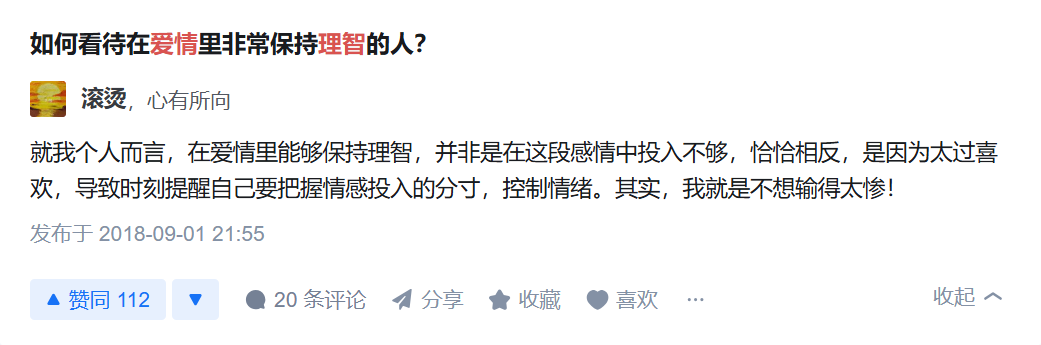 如何看待在爱情里非常保持理智的人？
滚烫，心有所向
就我个人而言，在爱情里能够保持理智，并非是在这段感情中投入不够，恰恰相反，是因为太过喜
欢，导致时刻提醒自己要把握情感投入的分寸，控制情绪。其实，我就是不想输得太惨！
发布于 2018-09-01 21:55
赞同 112 20 条评论 分享 收藏 喜欢 ··· 收起